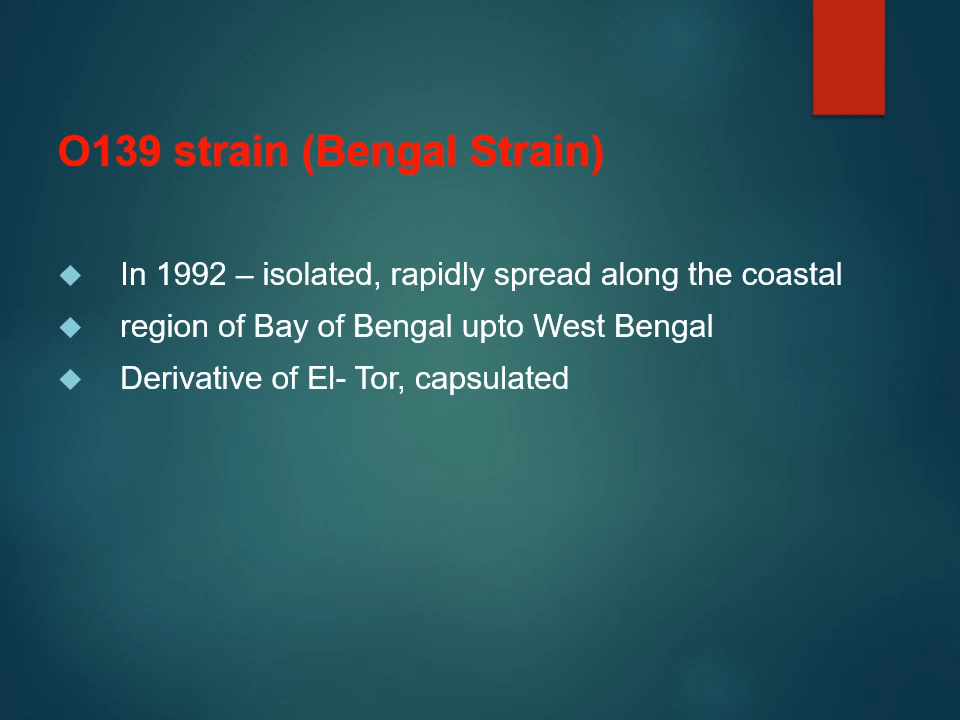 O139 strain (Bengal Strain)
◆ In 1992 – isolated, rapidly spread along the coastal
◆ region of Bay of Bengal upto West Bengal
◆ Derivative of El- Tor, capsulated